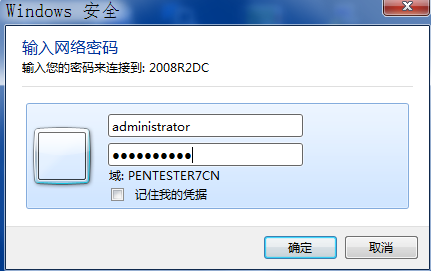 Windows 安全
输入网络密码
输入您的密码来连接到: 2008R2DC
administrator
●●●●●●●●●●
域: PENTESTER7CN
记住我的凭据
确定
取消